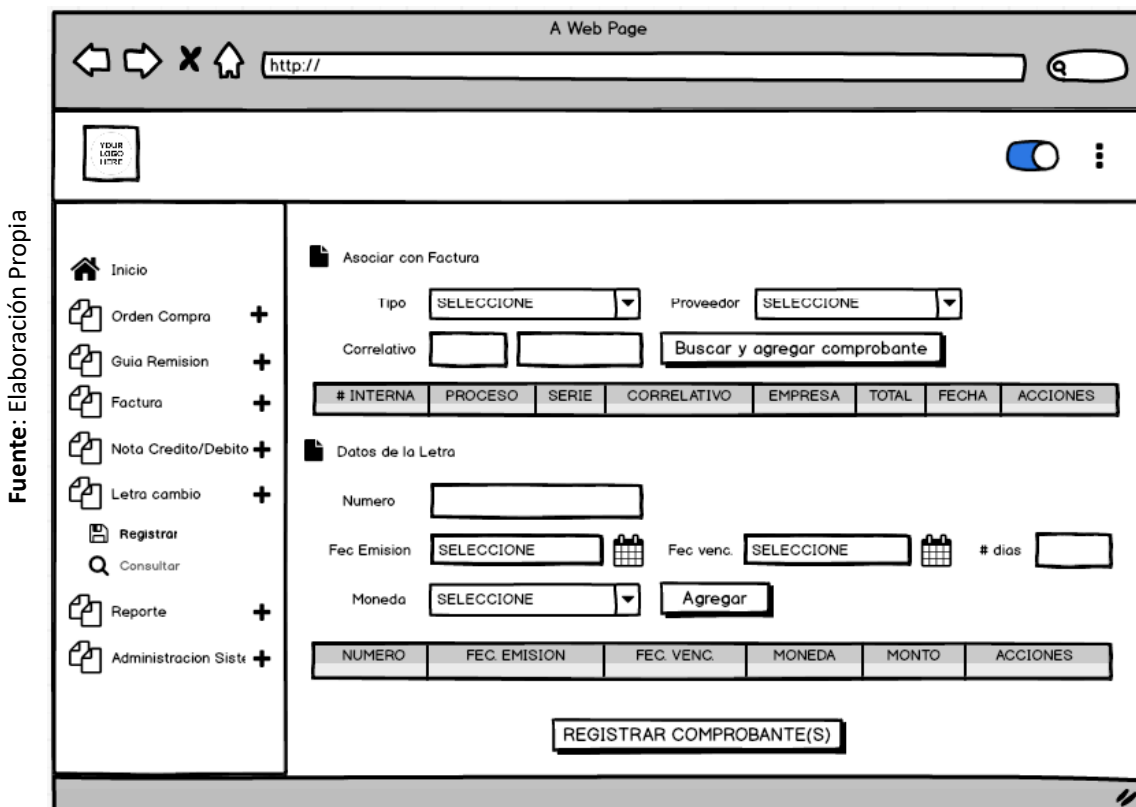 A Web Page
http://
YOUR
LOGO
HERE
Fuente: Elaboración Propia
Inicio
Orden Compra
Guia Remision
Factura
Nota Credito/Debito
Letra cambio
Registrar
Consultar
Reporte
Administracion Siste
Asociar con Factura
Tipo SELECCIONE Proveedor SELECCIONE
Correlativo Buscar y agregar comprobante
# INTERNA PROCESO SERIE CORRELATIVO EMPRESA TOTAL FECHA ACCIONES
Datos de la Letra
Numero
Fec Emision SELECCIONE Fec venc. SELECCIONE # dias
Moneda SELECCIONE Agregar
NUMERO FEC. EMISION FEC. VENC. MONEDA MONTO ACCIONES
REGISTRAR COMPROBANTE(S)